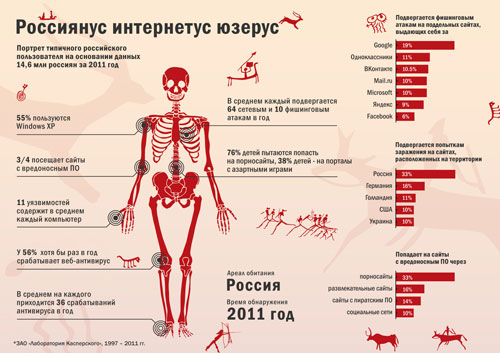 Россиянус интернетус юзерус
Портрет типичного российского
пользователя на основании данных
14,6 млн россиян за 2011 год
55% пользуются
Windows XP
3/4 посещает сайты
с вредоносным ПО
11 уязвимостей
содержит в среднем
каждый компьютер
У 56% хотя бы раз в год
срабатывает веб-антивирус
В среднем на каждого
приходится 36 срабатываний
антивируса в год
*ЗАО «Лаборатория Касперского», 1997 – 2011 гг.
В среднем каждый подвергается
64 сетевым и 10 фишинговым
атакам в год
76% детей пытаются попасть
на порносайты, 38% детей - на порталы
с азартными играми
Ареал обитания
Россия
Время обнаружения
2011 год
Подвергается фишинговым
атакам на поддельных сайтах,
выдающих себя за
Google 19%
Одноклассники 11%
ВКонтакте 10.5%
Mail.ru 10%
Microsoft 10%
Яндекс 9%
Facebook 6%
Подвергается попыткам
заражения на сайтах,
расположенных на территории
Россия 33%
Германия 16%
Голландия 11%
США 10%
Украина 10%
Попадает на сайты
с вредоносным ПО через
порносайты 33%
развлекательные сайты 16%
сайты с пиратским ПО 14%
социальные сети 10%